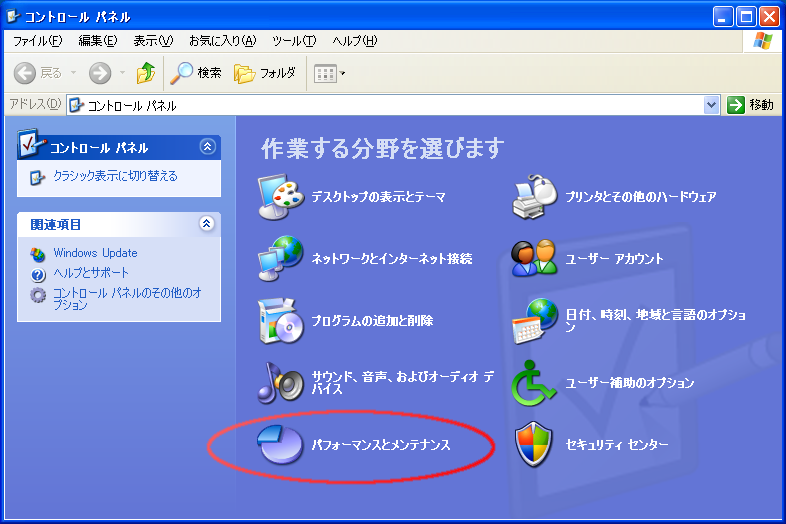 コントロール パネル
ファイル(F) 編集(E) 表示(V) お気に入り(A) ツール(T) ヘルプ(H)
戻る 検索 フォルダ
アドレス(D) コントロール パネル 移動
コントロール パネル
クラシック表示に切り替える
関連項目
Windows Update
ヘルプとサポート
コントロール パネルのその他のオ
プション
作業する分野を選びます
デスクトップの表示とテーマ
プリンタとその他のハードウェア
ネットワークとインターネット接続
ユーザー アカウント
プログラムの追加と削除
日付、時刻、地域と言語のオプショ
ン
サウンド、音声、およびオーディオ デ
バイス
ユーザー補助のオプション
パフォーマンスとメンテナンス
セキュリティ センター